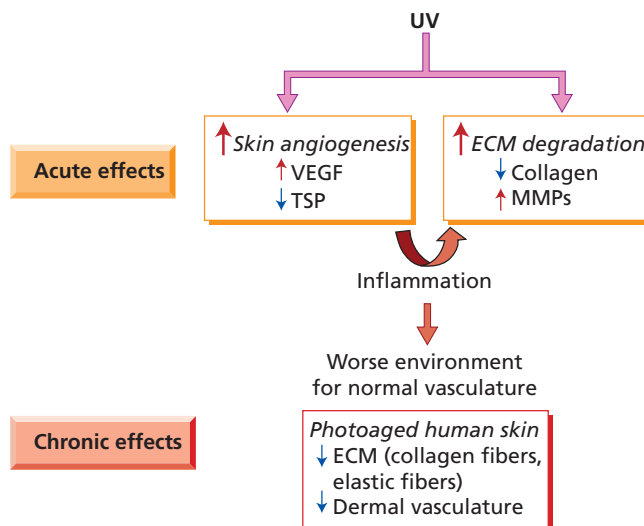 UV
Acute effects
Skin angiogenesis
VEGF
TSP
ECM degradation
Collagen
MMPs
Inflammation
Worse environment
for normal vasculature
Chronic effects
Photoaged human skin
ECM (collagen fibers,
elastic fibers)
Dermal vasculature